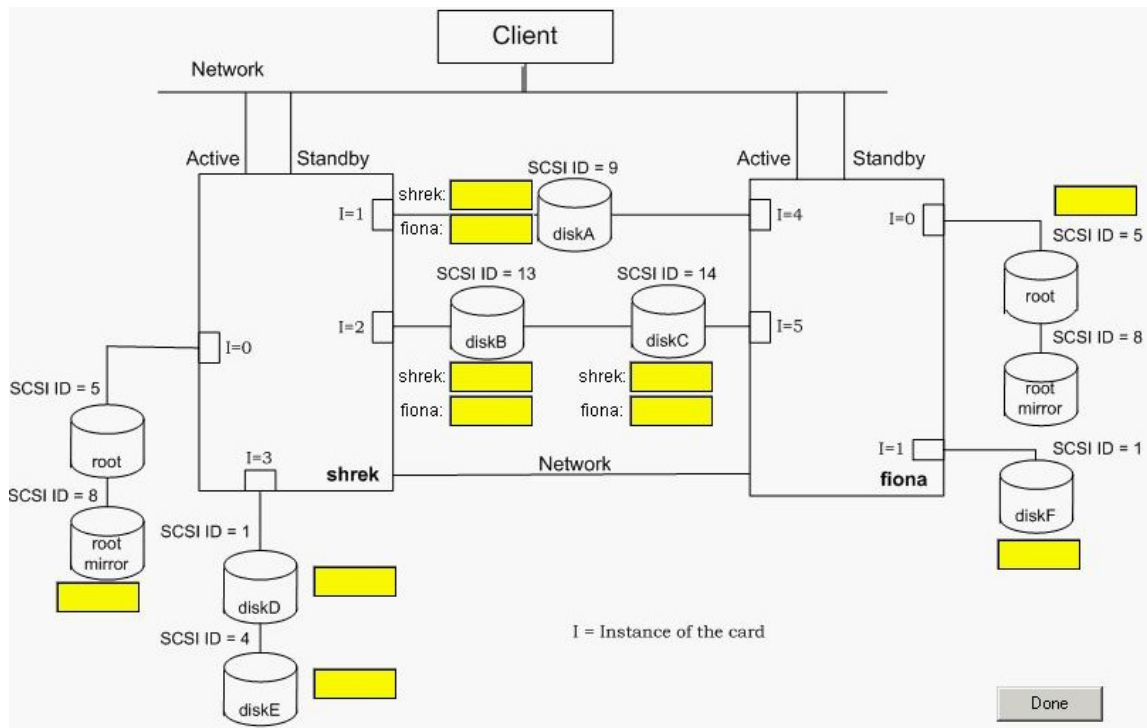 Client
Network
Active
Standby
Active
Standby
SCSI ID = 9
shrek:
fiona:
I=1
diskA
I=4
I=0
SCSI ID = 5
root
SCSI ID = 13
SCSI ID = 14
I=2
diskB
diskC
I=5
I=0
SCSI ID = 8
root
mirror
shrek:
fiona:
shrek:
fiona:
SCSI ID = 5
root
I=3
shrek
Network
I=1
fiona
SCSI ID = 1
diskF
SCSI ID = 8
root
mirror
SCSI ID = 1
diskD
SCSI ID = 4
diskE
I = Instance of the card
Done